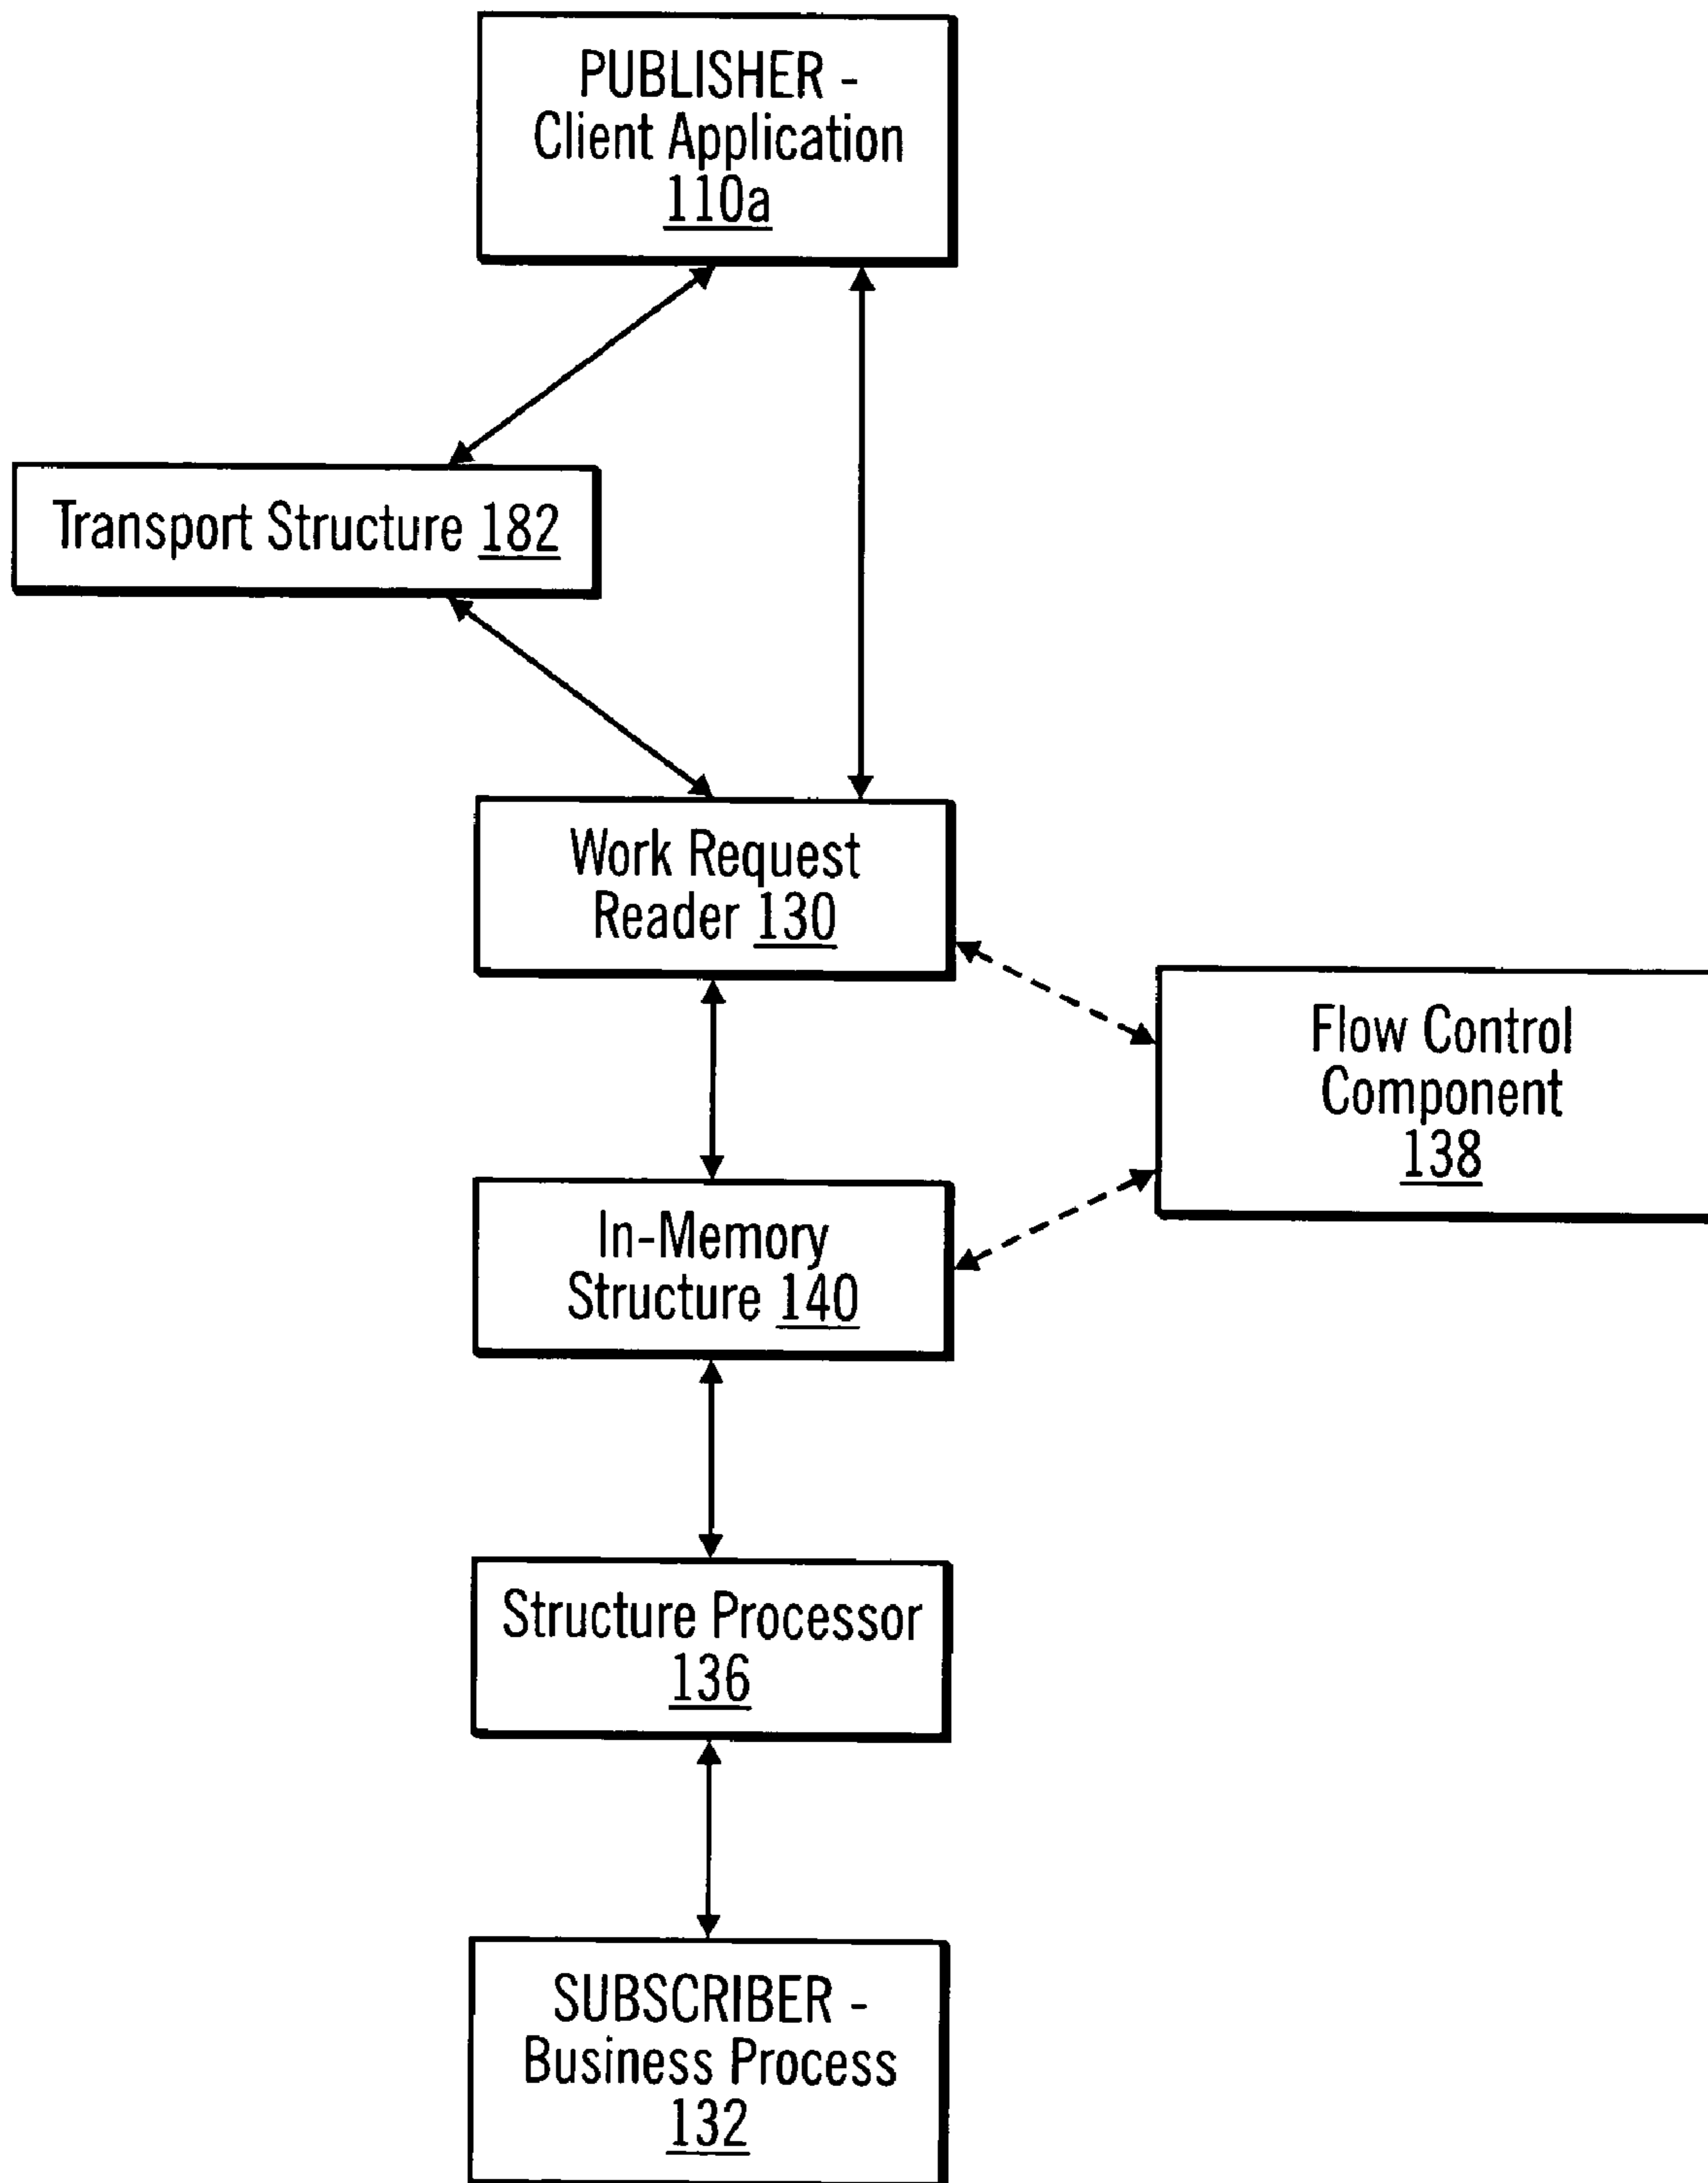 PUBLISHER -
Client Application
110a
Transport Structure 182
Work Request
Reader 130
Flow Control
Component
138
In-Memory
Structure 140
Structure Processor
136
SUBSCRIBER -
Business Process
132